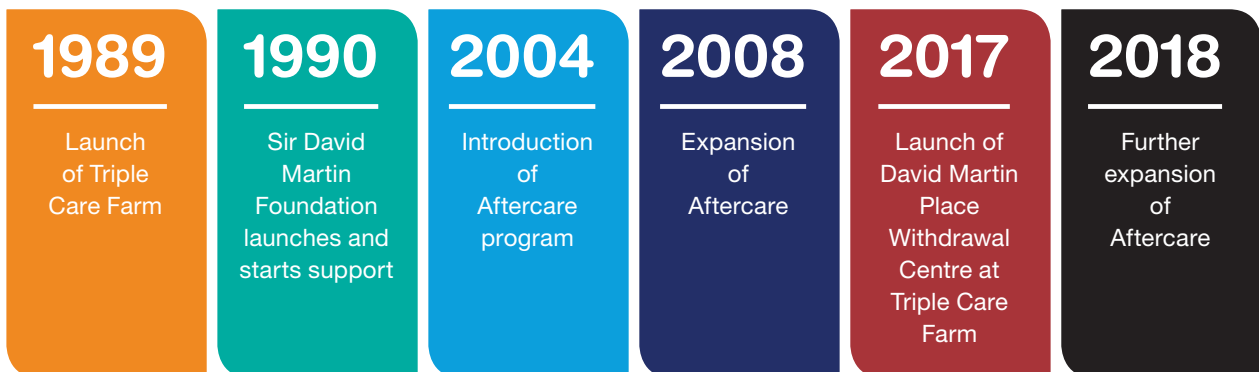 1989
Launch
of Triple
Care Farm
1990
Sir David
Martin
Foundation
launches and
starts support
2004
Introduction
of
Aftercare
program
2008
Expansion
of
Aftercare
2017
Launch of
David Martin
Place
Withdrawal
Centre at
Triple Care
Farm
2018
Further
expansion
of
Aftercare